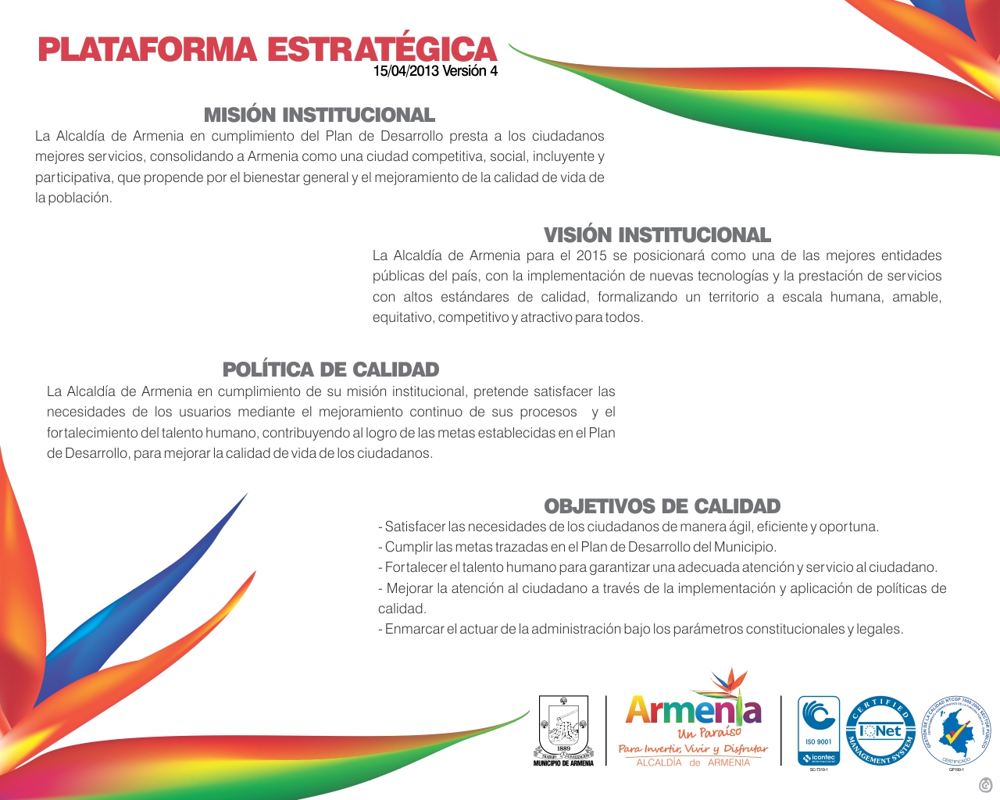 PLATAFORMA ESTRATÉGICA
15/04/2013 Versión 4
MISIÓN INSTITUCIONAL
La Alcaldía de Armenia en cumplimiento del Plan de Desarrollo presta a los ciudadanos
mejores servicios, consolidando a Armenia como una ciudad competitiva, social, incluyente y
participativa, que propende por el bienestar general y el mejoramiento de la calidad de vida de
la población.
VISIÓN INSTITUCIONAL
La Alcaldía de Armenia para el 2015 se posicionará como una de las mejores entidades
públicas del país, con la implementación de nuevas tecnologías y la prestación de servicios
con altos estándares de calidad, formalizando un territorio a escala humana, amable,
equitativo, competitivo y atractivo para todos.
POLÍTICA DE CALIDAD
La Alcaldía de Armenia en cumplimiento de su misión institucional, pretende satisfacer las
necesidades de los usuarios mediante el mejoramiento continuo de sus procesos y el
fortalecimiento del talento humano, contribuyendo al logro de las metas establecidas en el Plan
de Desarrollo, para mejorar la calidad de vida de los ciudadanos.
OBJETIVOS DE CALIDAD
- Satisfacer las necesidades de los ciudadanos de manera ágil, eficiente y oportuna.
- Cumplir las metas trazadas en el Plan de Desarrollo del Municipio.
- Fortalecer el talento humano para garantizar una adecuada atención y servicio al ciudadano.
- Mejorar la atención al ciudadano a través de la implementación y aplicación de políticas de
calidad.
- Enmarcar el actuar de la administración bajo los parámetros constitucionales y legales.
1889
TRABAJO Y CIVILIZACION
MUNICIPIO DE ARMENIA
Armenia
Un Paraíso
Para Invertir, Vivir y Disfrutar
ALCALDÍA de ARMENIA
ISO 9001
icontec
internacional
SC-7319-1
CERTIFIED
IQNet
MANAGEMENT SYSTEM
GESTIÓN DE LA CALIDAD NTCGP 1000:2004 SECTOR PÚBLICO
CERTIFICADO
GP199-1